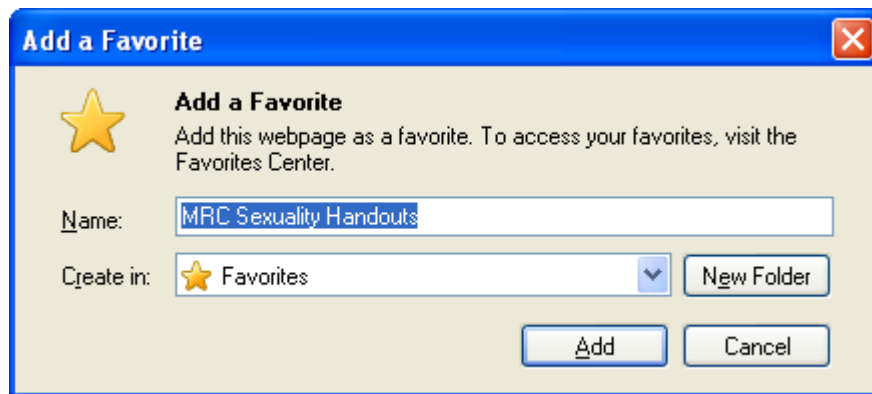 Add a Favorite
Add a Favorite
Add this webpage as a favorite. To access your favorites, visit the
Favorites Center.
Name: MRC Sexuality Handouts
Create in: Favorites New Folder
Add Cancel